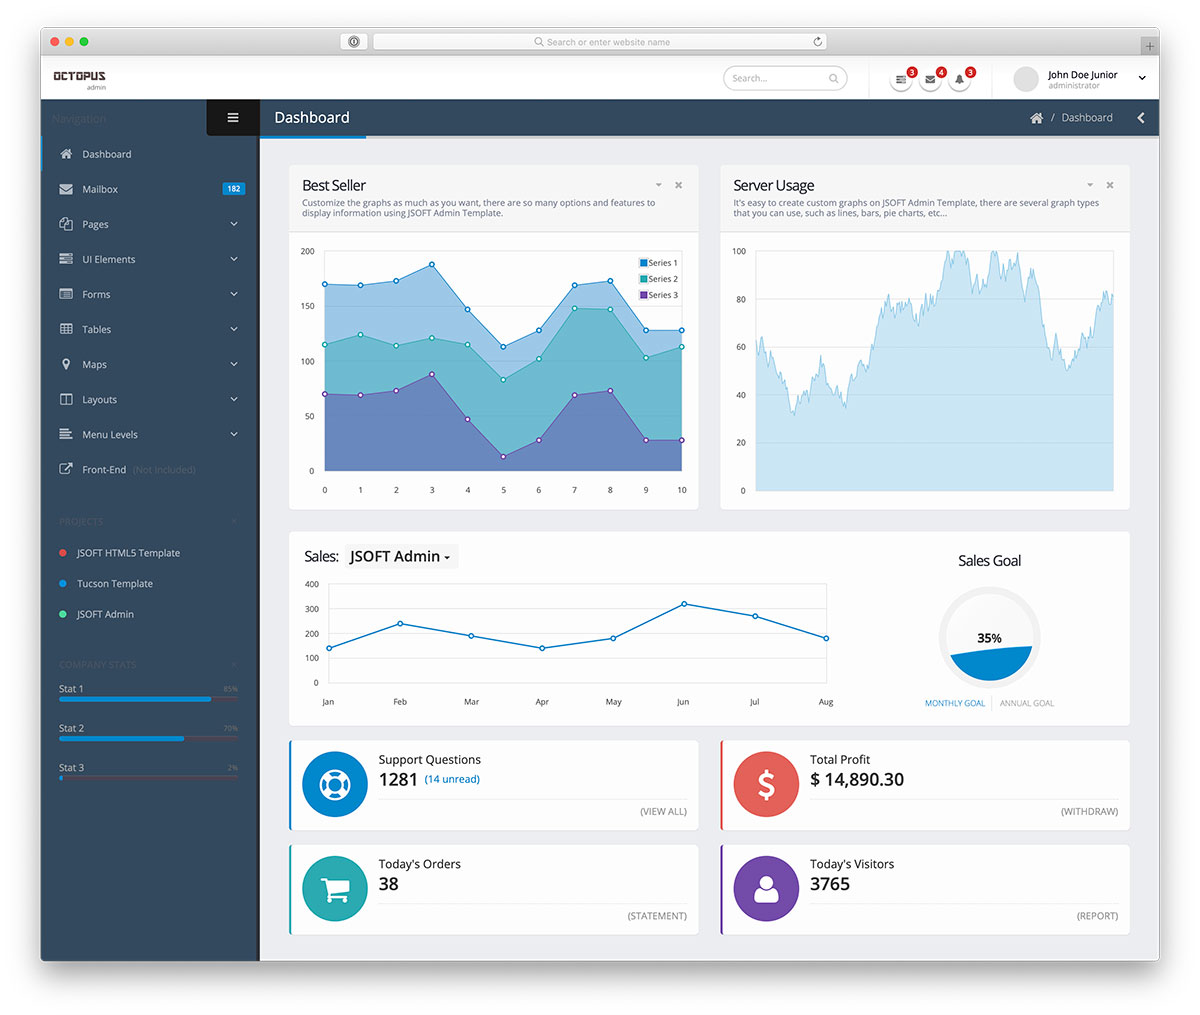 Search or enter website name
OCTOPUS
admin
Search...
3
4
3
John Doe Junior
administrator
Navigation
Dashboard
/ Dashboard
Dashboard
Mailbox
182
Pages
UI Elements
Forms
Tables
Maps
Layouts
Menu Levels
Front-End (Not Included)
PROJECTS
JSOFT HTML5 Template
Tucson Template
JSOFT Admin
COMPANY STATS
Stat 1
85%
Stat 2
70%
Stat 3
2%
Best Seller
Customize the graphs as much as you want, there are so many options and features to
display information using JSOFT Admin Template.
200
150
100
50
0
Series 1
Series 2
Series 3
0 1 2 3 4 5 6 7 8 9 10
Server Usage
It's easy to create custom graphs on JSOFT Admin Template, there are several graph types
that you can use, such as lines, bars, pie charts, etc...
100
80
60
40
20
0
Sales: JSOFT Admin
400
300
200
100
0
Jan Feb Mar Apr May Jun Jul Aug
Sales Goal
35%
MONTHLY GOAL
ANNUAL GOAL
Support Questions
1281 (14 unread)
(VIEW ALL)
Total Profit
$ 14,890.30
(WITHDRAW)
Today's Orders
38
(STATEMENT)
Today's Visitors
3765
(REPORT)